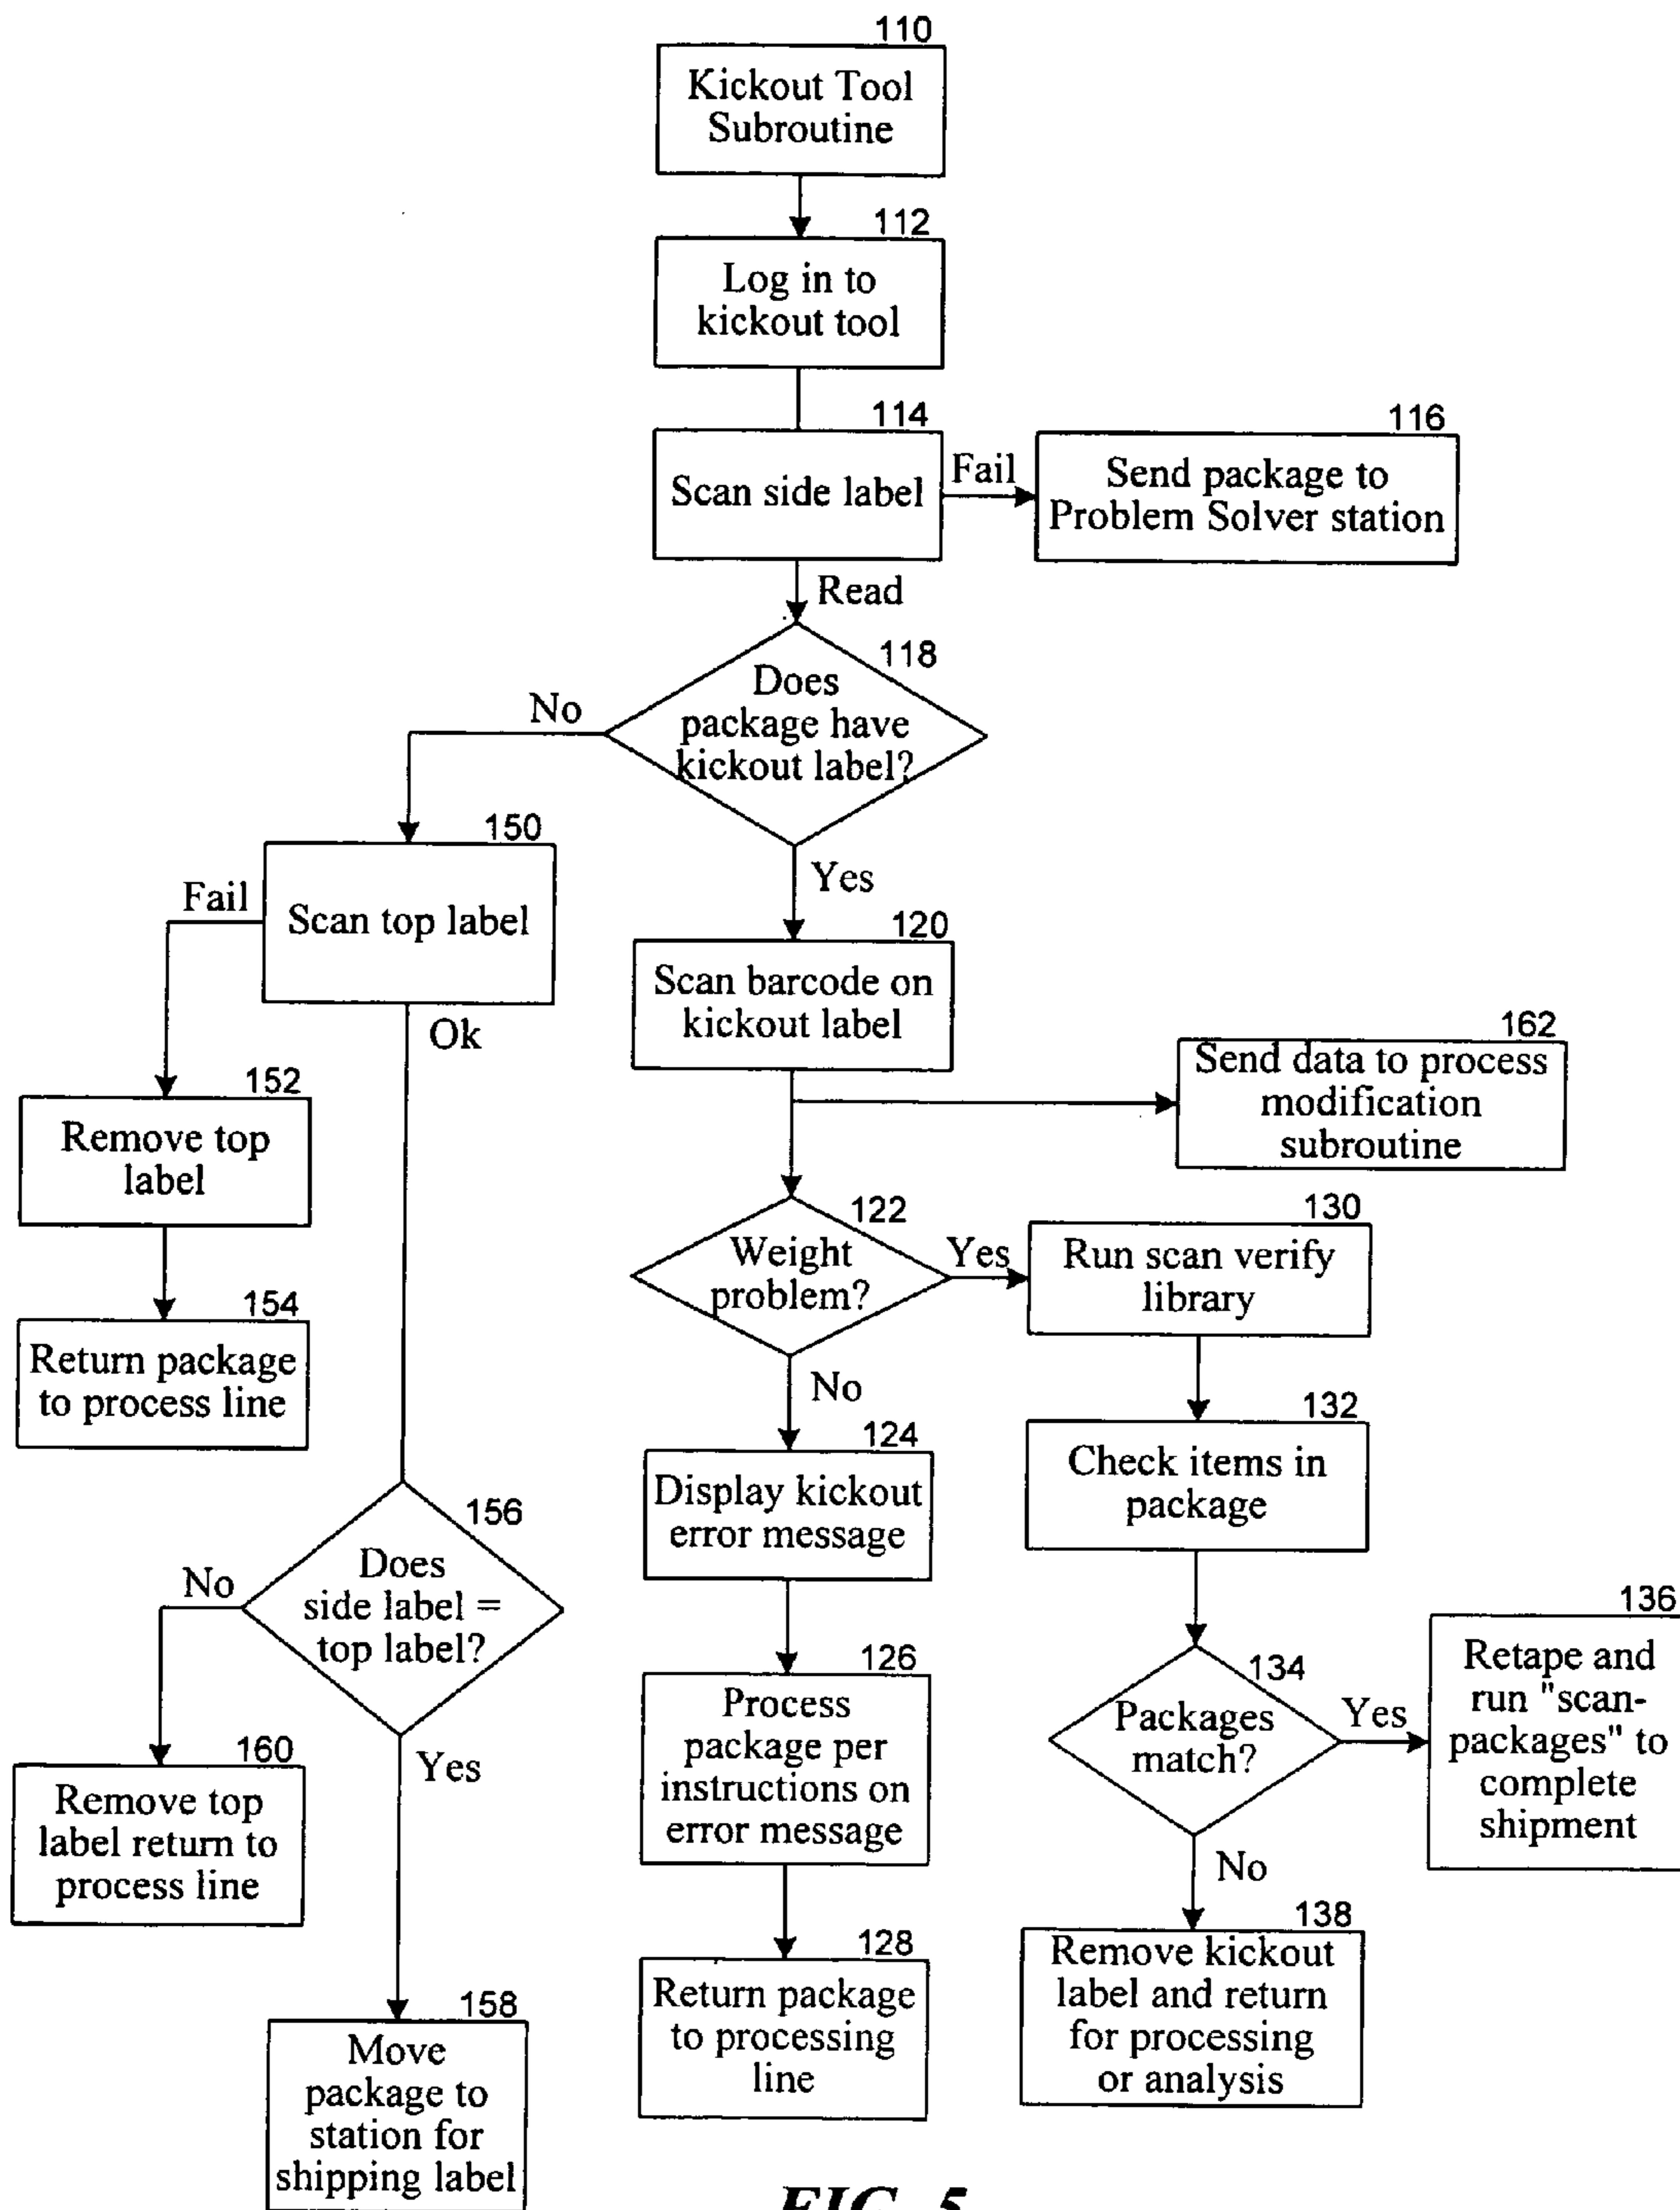 110
Kickout Tool
Subroutine
112
Log in to
kickout tool
114
Scan side label
Fail
116
Send package to
Problem Solver station
Read
118
Does
package have
kickout label?
No
Yes
150
Scan top label
Fail
Ok
120
Scan barcode on
kickout label
162
Send data to process
modification
subroutine
152
Remove top
label
154
Return package
to process line
122
Weight
problem?
Yes
No
130
Run scan verify
library
132
Check items in
package
124
Display kickout
error message
156
Does
side label =
top label?
No
Yes
126
Process
package per
instructions on
error message
134
Packages
match?
Yes
No
136
Retape and
run "scan-
packages" to
complete
shipment
160
Remove top
label return to
process line
128
Return package
to processing
line
138
Remove kickout
label and return
for processing
or analysis
158
Move
package to
station for
shipping label
FIG. 5